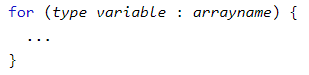 for (type variable : arrayname) {
  ...
}